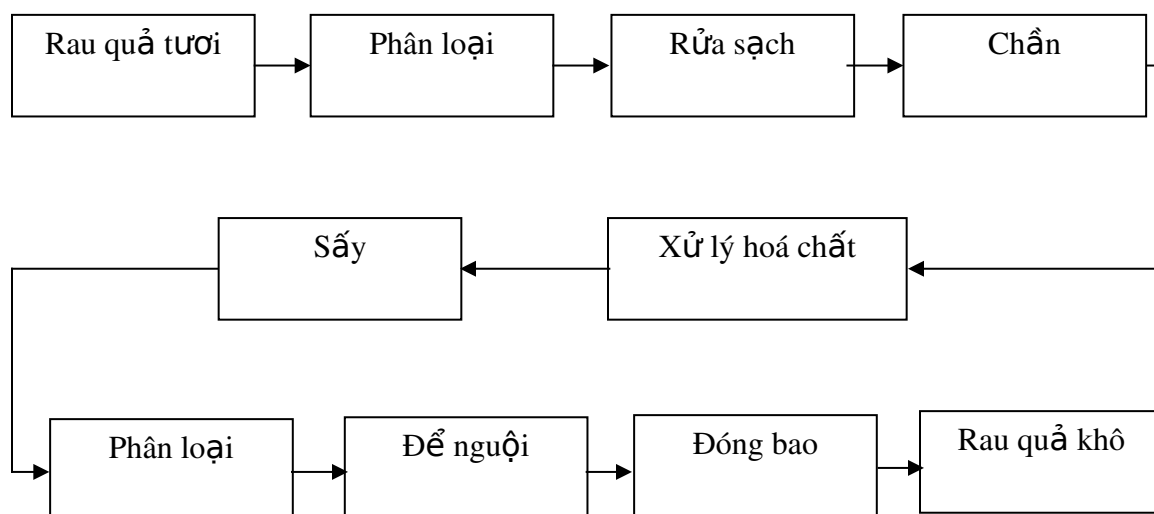 Rau quả tươi
Phân loại
Rửa sạch
Chần
Xử lý hoá chất
Sấy
Phân loại
Để nguội
Đóng bao
Rau quả khô